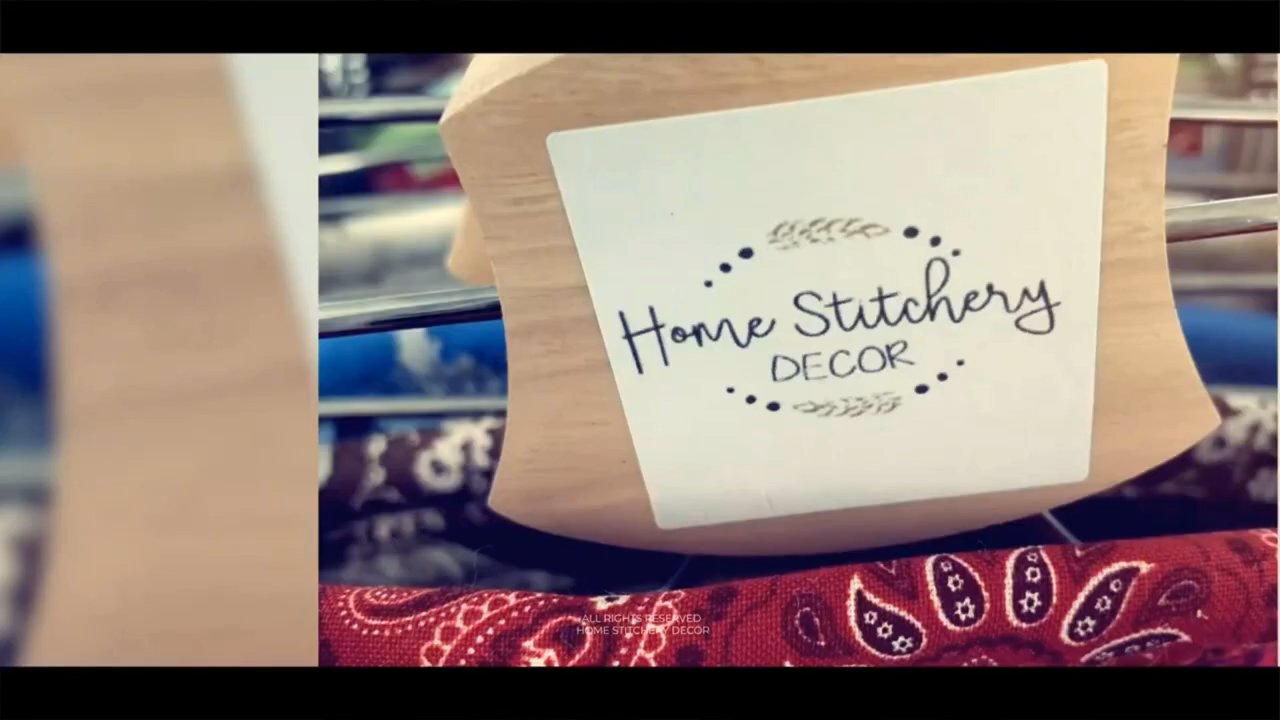 Home Stitchery
DECOR
ALL RIGHTS RESERVED
HOME STITCHERY DECOR